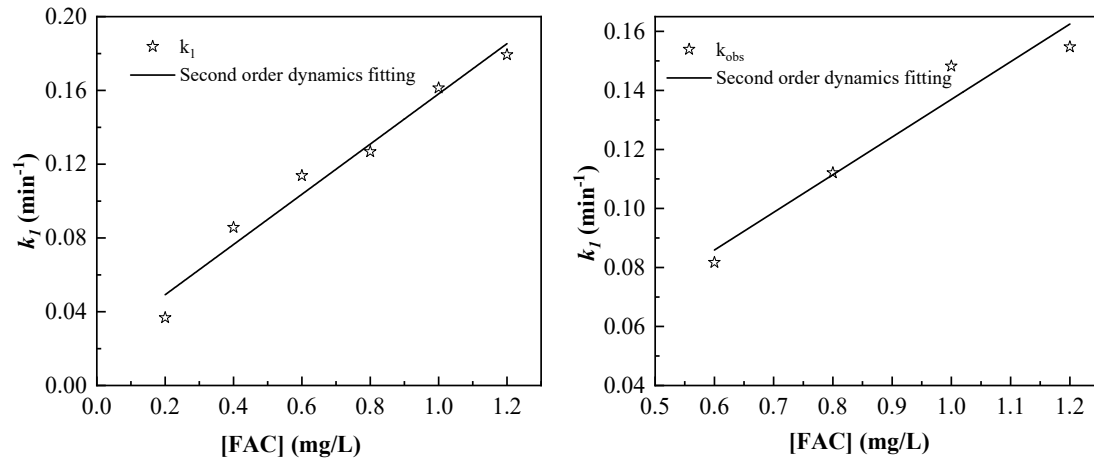 0.20
0.16
0.12
0.08
0.04
0.00
k₁ (min⁻¹)
k₁
Second order dynamics fitting
0.0 0.2 0.4 0.6 0.8 1.0 1.2
[FAC] (mg/L)
0.16
0.14
0.12
0.10
0.08
0.06
0.04
k₁ (min⁻¹)
kobs
Second order dynamics fitting
0.5 0.6 0.7 0.8 0.9 1.0 1.1 1.2
[FAC] (mg/L)